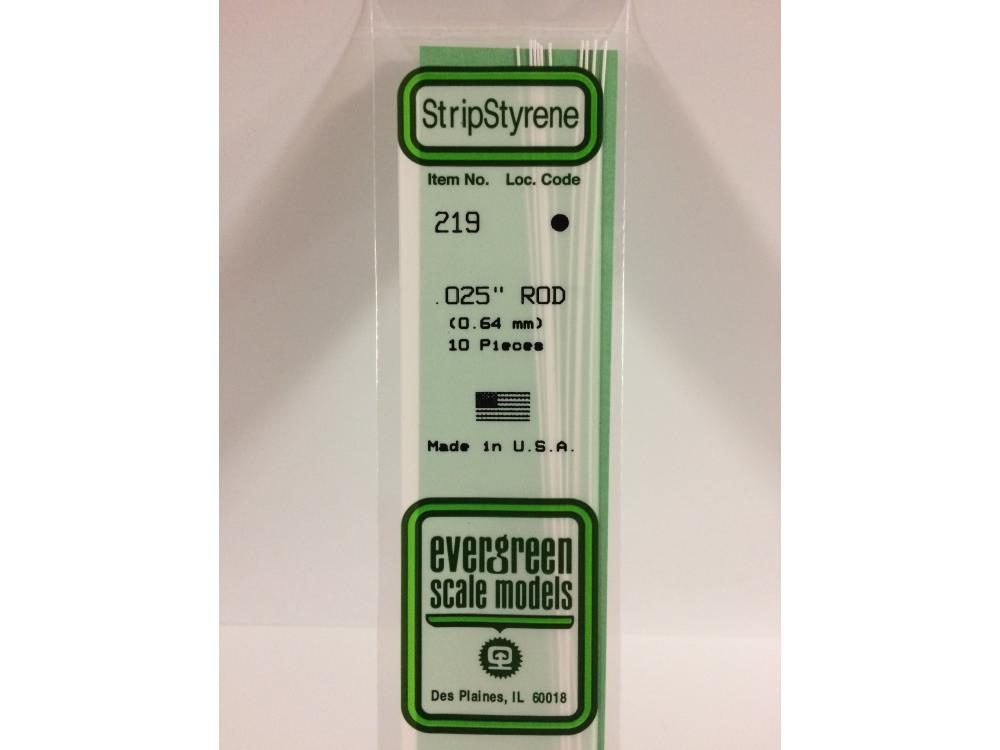 StripStyrene
Item No. Loc. Code
219
.025" ROD
(0.64 mm)
10 Pieces
Made in U.S.A.
evergreen
scale models
Des Plaines, IL 60018